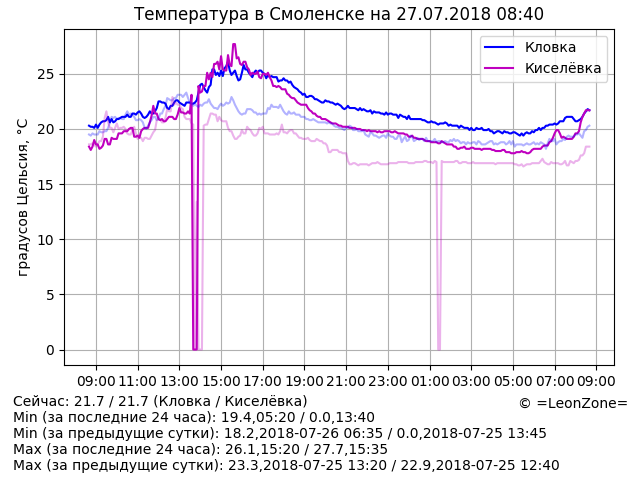 Температура в Смоленске на 27.07.2018 08:40
Кловка
Киселёвка
градусов Цельсия, °C
25
20
15
10
5
0
09:00 11:00 13:00 15:00 17:00 19:00 21:00 23:00 01:00 03:00 05:00 07:00 09:00
Сейчас: 21.7 / 21.7 (Кловка / Киселёвка)
© =LeonZone=
Min (за последние 24 часа): 19.4,05:20 / 0.0,13:40
Min (за предыдущие сутки): 18.2,2018-07-26 06:35 / 0.0,2018-07-25 13:45
Max (за последние 24 часа): 26.1,15:20 / 27.7,15:35
Max (за предыдущие сутки): 23.3,2018-07-25 13:20 / 22.9,2018-07-25 12:40